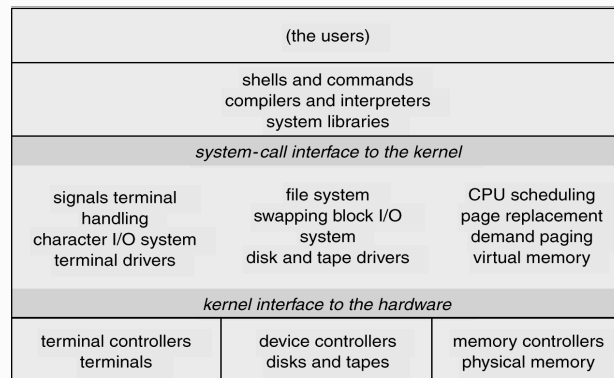 (the users)
shells and commands
compilers and interpreters
system libraries
system-call interface to the kernel
signals terminal
handling
character I/O system
terminal drivers
file system
swapping block I/O
system
disk and tape drivers
CPU scheduling
page replacement
demand paging
virtual memory
kernel interface to the hardware
terminal controllers
terminals
device controllers
disks and tapes
memory controllers
physical memory